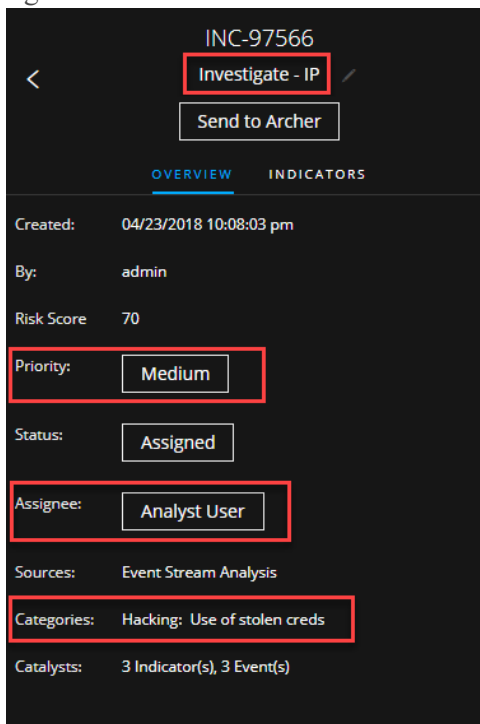 INC-97566
Investigate - IP
Send to Archer
OVERVIEW INDICATORS
Created: 04/23/2018 10:08:03 pm
By: admin
Risk Score 70
Priority: Medium
Status: Assigned
Assignee: Analyst User
Sources: Event Stream Analysis
Categories: Hacking: Use of stolen creds
Catalysts: 3 Indicator(s), 3 Event(s)